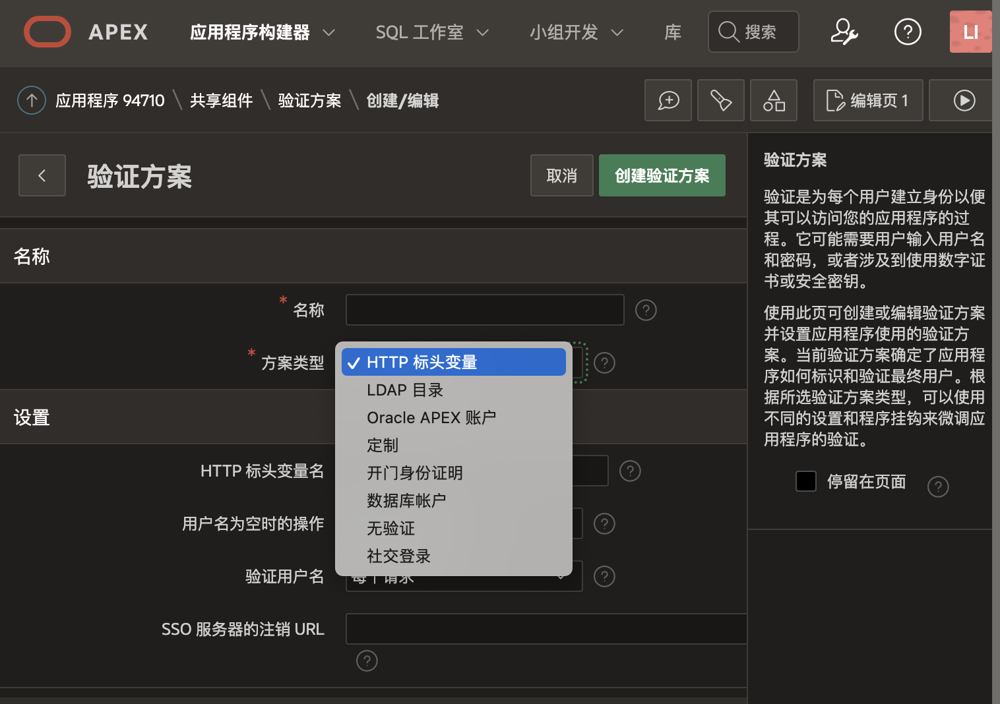 APEX
应用程序构建器
SQL 工作室
小组开发
库
搜索
LI
应用程序 94710 \ 共享组件 \ 验证方案 \ 创建/编辑
编辑页 1
验证方案
取消
创建验证方案
名称
* 名称
* 方案类型
✓ HTTP 标头变量
LDAP 目录
Oracle APEX 账户
定制
开门身份证明
数据库帐户
无验证
社交登录
设置
HTTP 标头变量名
用户名为空时的操作
验证用户名
每个请求
SSO 服务器的注销 URL
验证方案
验证是为每个用户建立身份以便
其可以访问您的应用程序的过
程。它可能需要用户输入用户名
和密码，或者涉及到使用数字证
书或安全密钥。
使用此页可创建或编辑验证方案
并设置应用程序使用的验证方
案。当前验证方案确定了应用程
序如何标识和验证最终用户。根
据所选验证方案类型，可以使用
不同的设置和程序挂钩来微调应
用程序的验证。
停留在页面